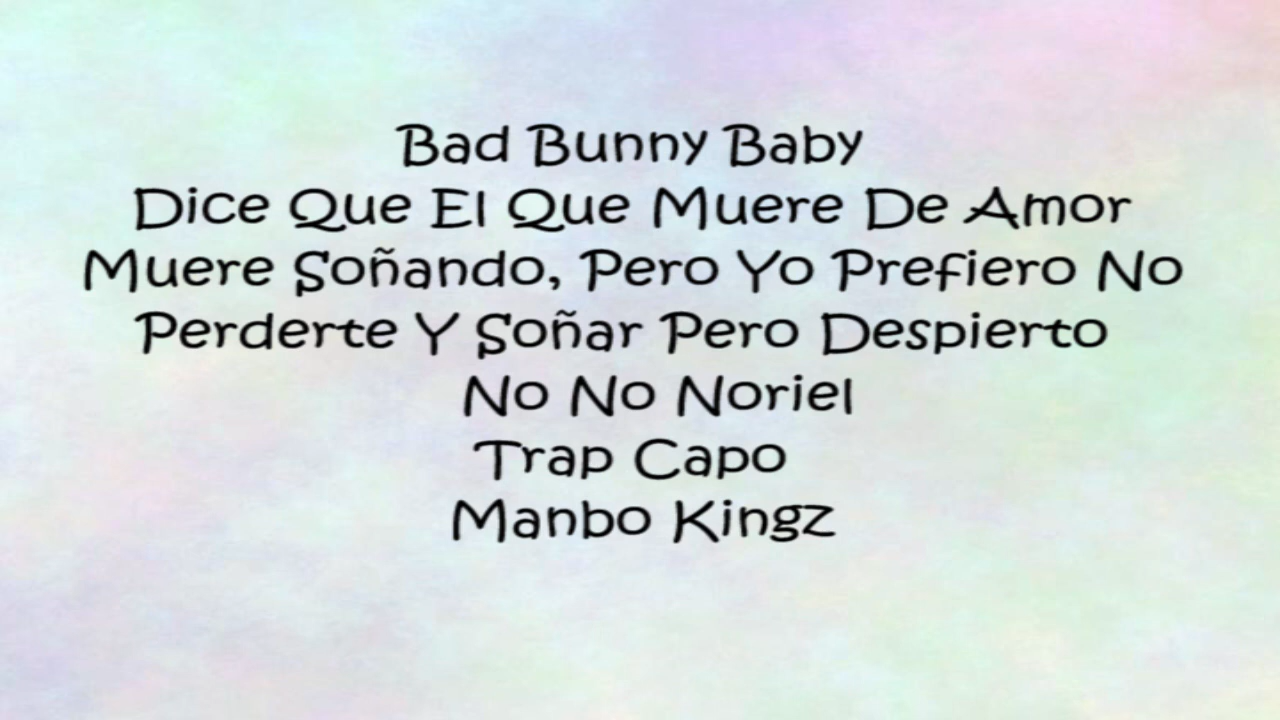 Bad Bunny Baby
Dice Que El Que Muere De Amor
Muere Soñando, Pero Yo Prefiero No
Perderte Y Soñar Pero Despierto
No No Noriel
Trap Capo
Manbo Kingz